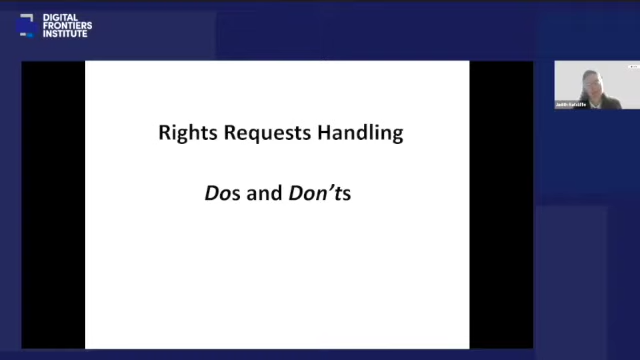 DIGITAL
FRONTIERS
INSTITUTE
Rights Requests Handling
Dos and Don'ts